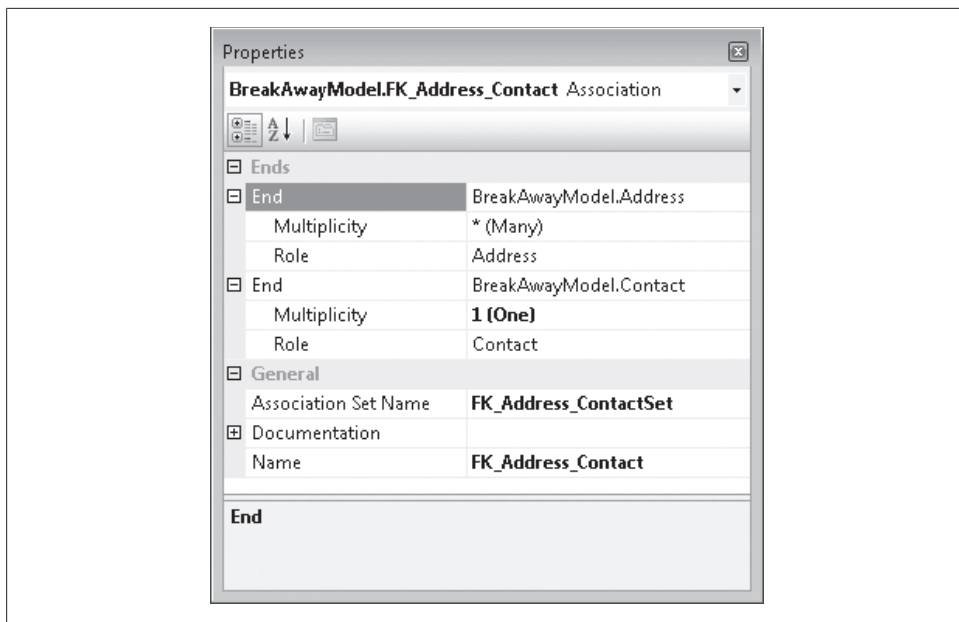 Properties
BreakAwayModel.FK_Address_Contact Association
A
Z
Ends
End BreakAwayModel.Address
Multiplicity * (Many)
Role Address
End BreakAwayModel.Contact
Multiplicity 1 (One)
Role Contact
General
Association Set Name FK_Address_ContactSet
Documentation
Name FK_Address_Contact
End